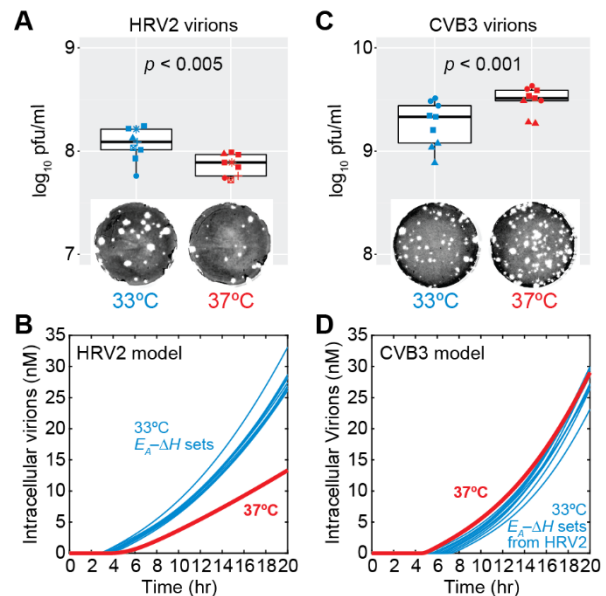 A
HRV2 virions
9
8
7
log10 pfu/ml
p < 0.005
33ºC
37ºC
C
CVB3 virions
10
9
8
log10 pfu/ml
p < 0.001
33ºC
37ºC
B
HRV2 model
35
30
25
20
15
10
5
0
Intracellular virions (nM)
33ºC
EA–ΔH sets
37ºC
0 2 4 6 8 10 12 14 16 18 20
Time (hr)
D
CVB3 model
35
30
25
20
15
10
5
0
Intracellular Virions (nM)
37ºC
33ºC
EA–ΔH sets
from HRV2
0 2 4 6 8 10 12 14 16 18 20
Time (hr)